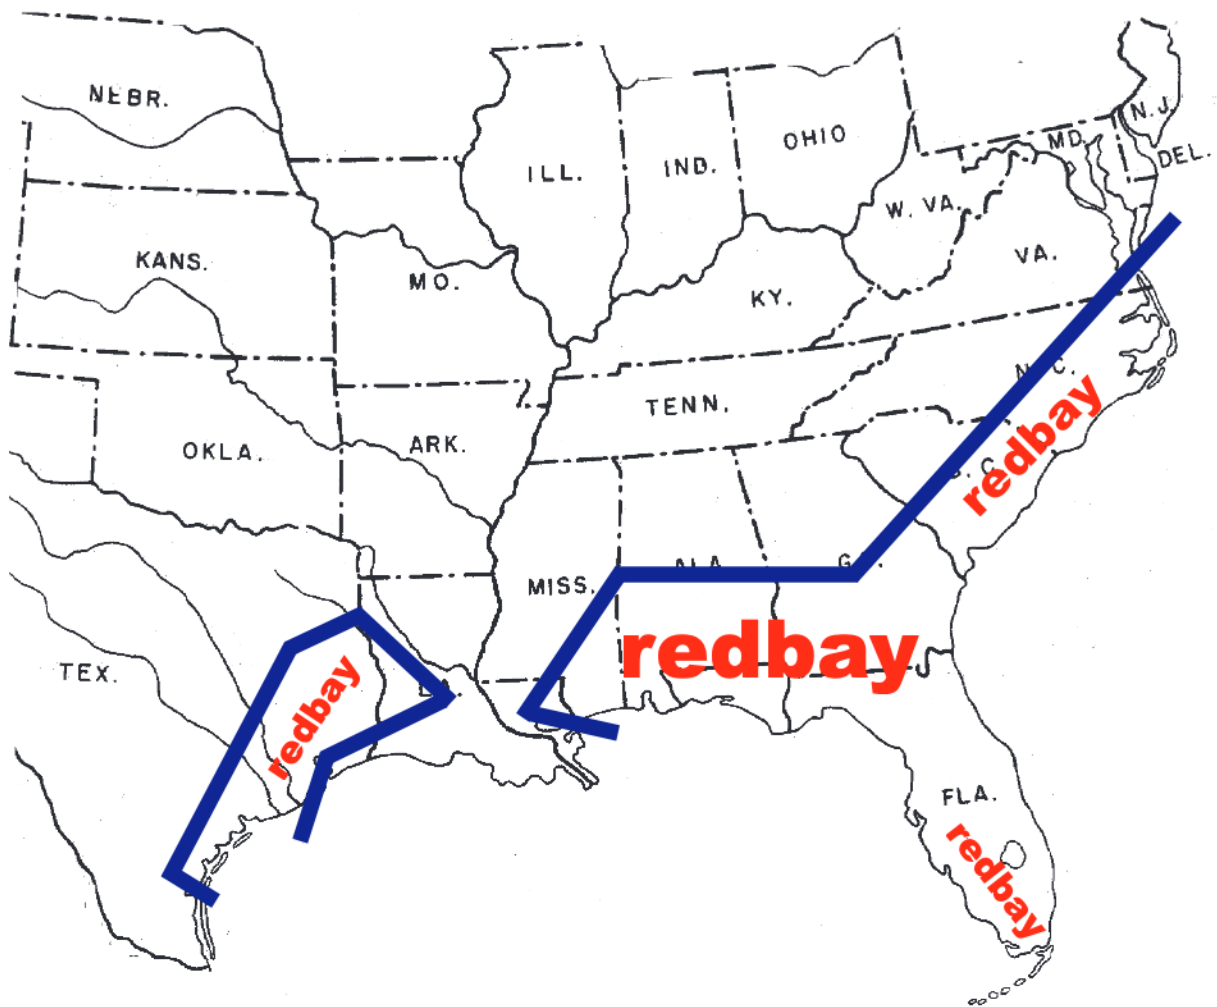 NEBR.
ILL.
IND.
OHIO
MD.
N.J.
DEL.
W. VA.
KANS.
MO.
KY.
VA.
OKLA.
ARK.
TENN.
N. C.
redbay
S. C.
MISS.
ALA.
redbay
TEX.
redbay
FLA.
redbay